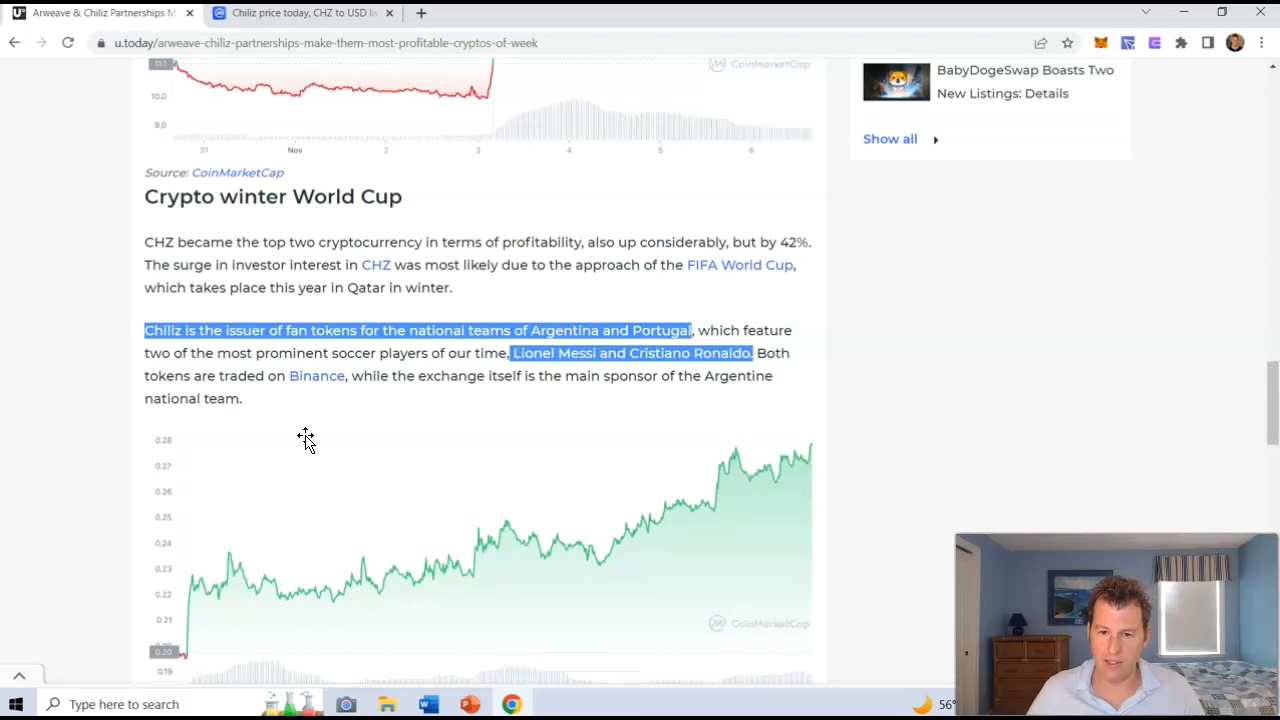 Arweave & Chiliz Partnerships M
Chiliz price today, CHZ to USD li
u.today/arweave-chiliz-partnerships-make-them-most-profitable-cryptos-of-week
11.1
10.0
9.0
CoinMarketCap
31
Nov
2
3
4
5
6
BabyDogeSwap Boasts Two
New Listings: Details
Show all
Source: CoinMarketCap
Crypto winter World Cup
CHZ became the top two cryptocurrency in terms of profitability, also up considerably, but by 42%.
The surge in investor interest in CHZ was most likely due to the approach of the FIFA World Cup,
which takes place this year in Qatar in winter.
Chiliz is the issuer of fan tokens for the national teams of Argentina and Portugal, which feature
two of the most prominent soccer players of our time, Lionel Messi and Cristiano Ronaldo. Both
tokens are traded on Binance, while the exchange itself is the main sponsor of the Argentine
national team.
0.28
0.27
0.26
0.25
0.24
0.23
0.22
0.21
0.20
0.19
CoinMarketCap
Type here to search
56°